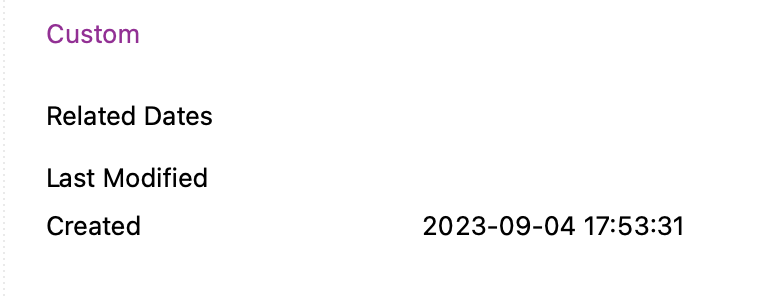 Custom
Related Dates
Last Modified
Created 2023-09-04 17:53:31